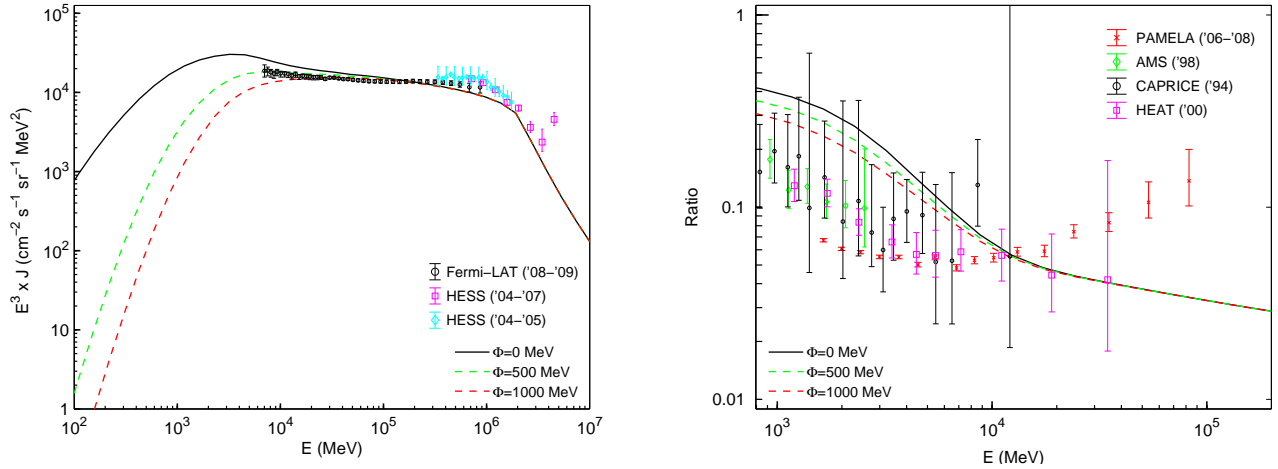 10^5
10^4
10^3
10^2
10
1
E^3 x J (cm^-2 s^-1 sr^-1 MeV^2)
Fermi-LAT ('08-'09)
HESS ('04-'07)
HESS ('04-'05)
Φ=0 MeV
Φ=500 MeV
Φ=1000 MeV
10^2 10^3 10^4 10^5 10^6 10^7
E (MeV)
1
0.1
0.01
Ratio
PAMELA ('06-'08)
AMS ('98)
CAPRICE ('94)
HEAT ('00)
Φ=0 MeV
Φ=500 MeV
Φ=1000 MeV
10^3 10^4 10^5
E (MeV)